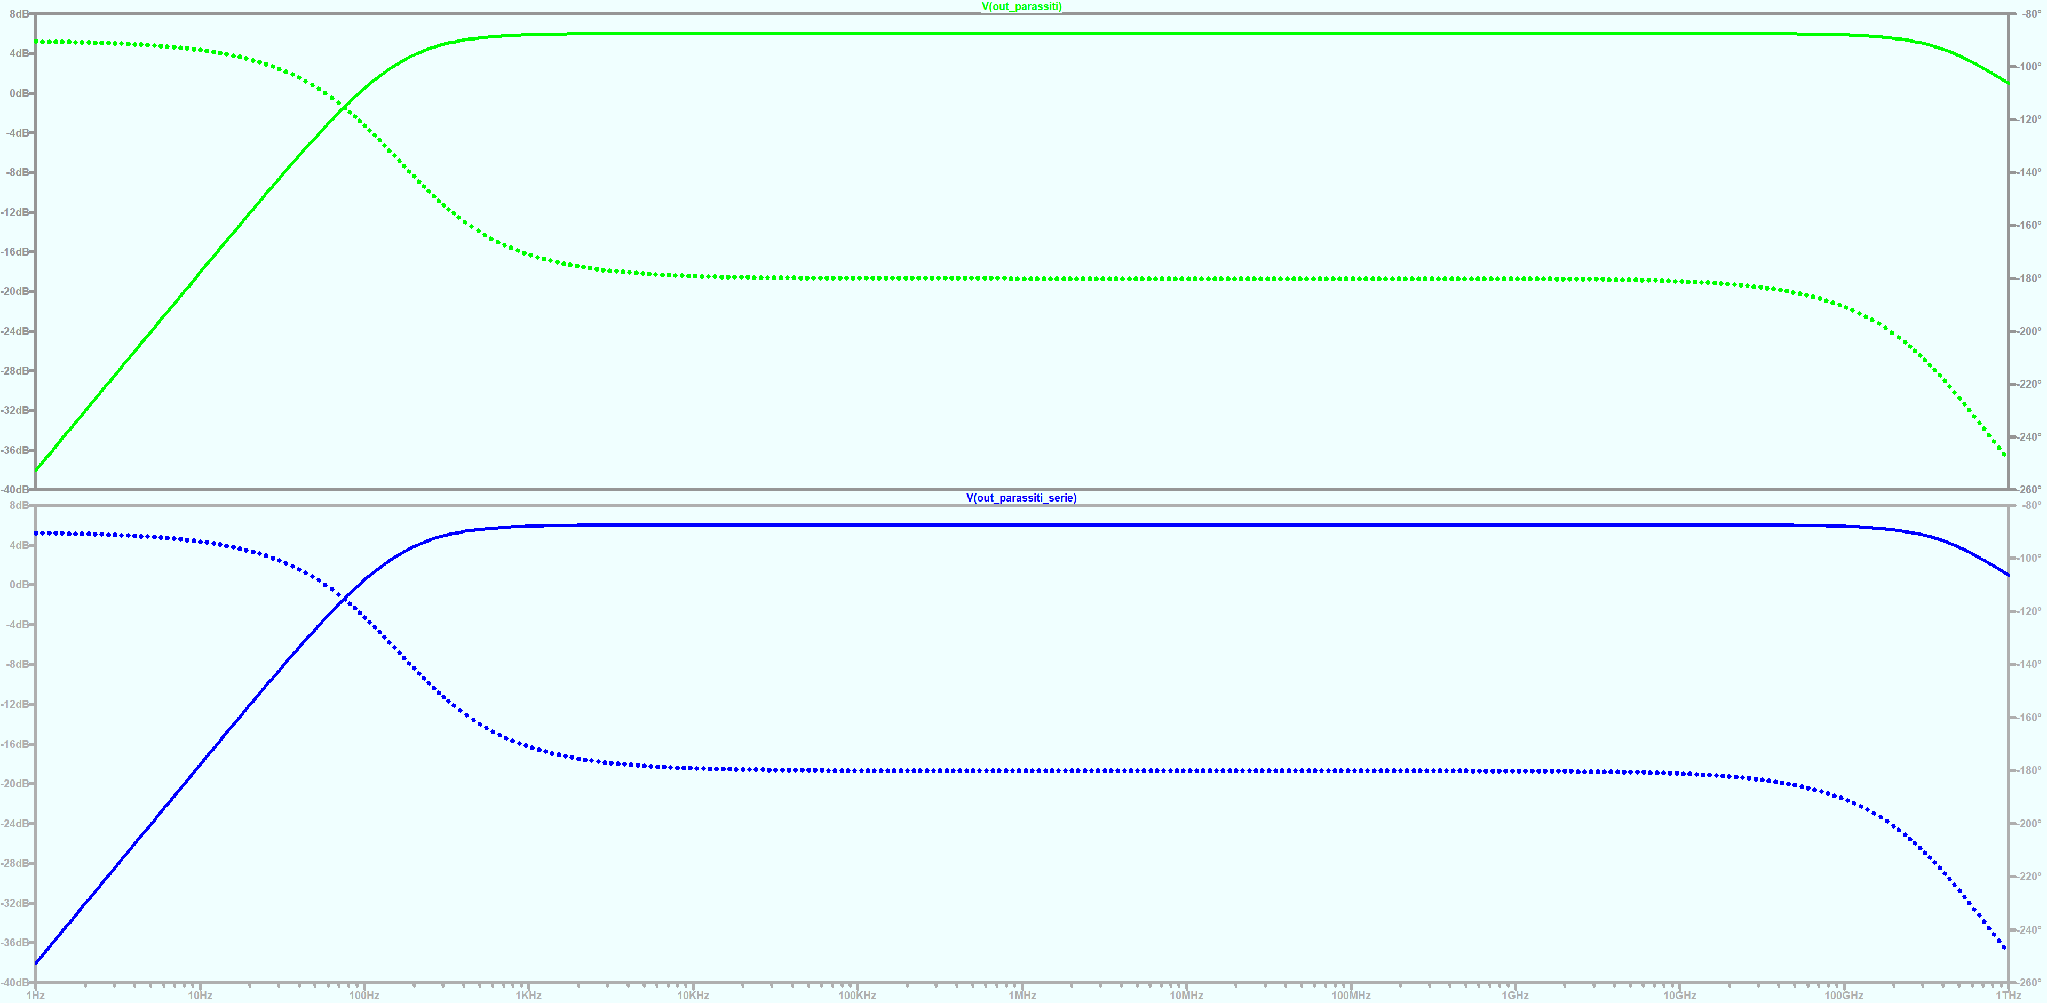 V(out_parassiti)
8dB
4dB
0dB
-4dB
-8dB
-12dB
-16dB
-20dB
-24dB
-28dB
-32dB
-36dB
-40dB
-80°
-100°
-120°
-140°
-160°
-180°
-200°
-220°
-240°
-260°
V(out_parassiti_serie)
8dB
4dB
0dB
-4dB
-8dB
-12dB
-16dB
-20dB
-24dB
-28dB
-32dB
-36dB
-40dB
-80°
-100°
-120°
-140°
-160°
-180°
-200°
-220°
-240°
-260°
1Hz 10Hz 100Hz 1KHz 10KHz 100KHz 1MHz 10MHz 100MHz 1GHz 10GHz 100GHz 1THz